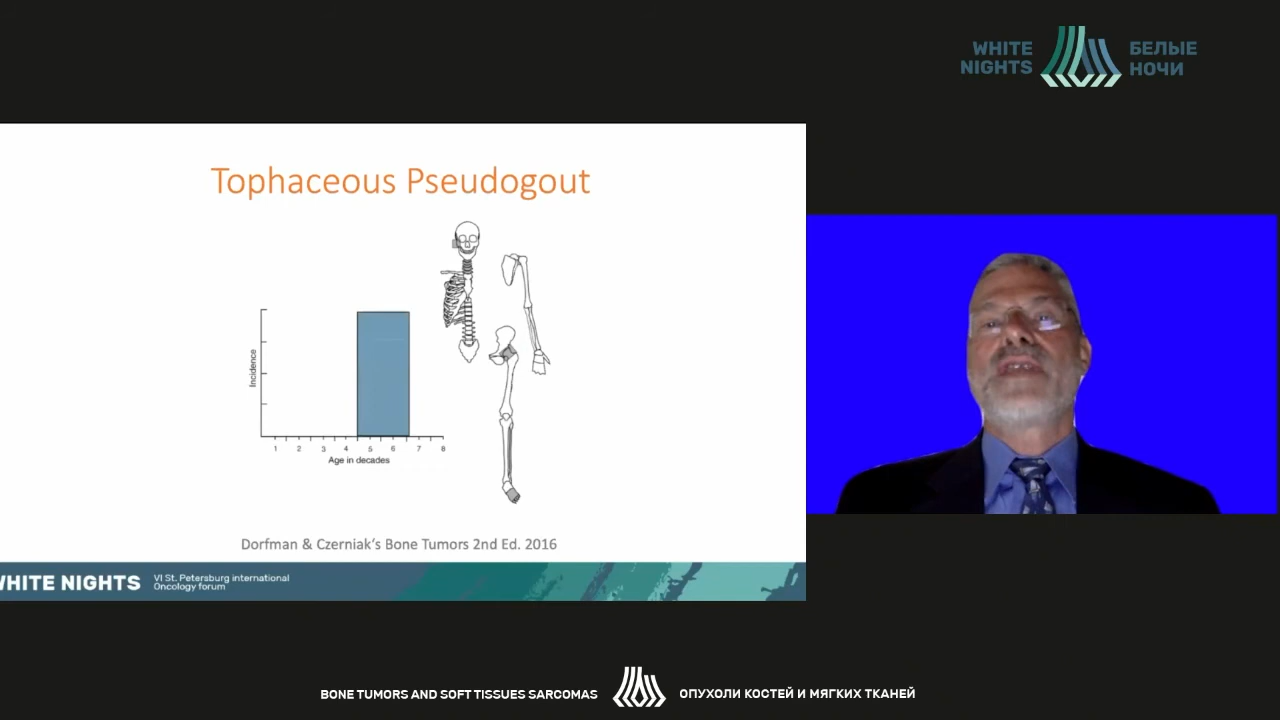 WHITE
NIGHTS
БЕЛЫЕ
НОЧИ
Tophaceous Pseudogout
Incidence
1 2 3 4 5 6 7 8
Age in decades
Dorfman & Czerniak's Bone Tumors 2nd Ed. 2016
WHITE NIGHTS
VI St. Petersburg international
Oncology forum
BONE TUMORS AND SOFT TISSUES SARCOMAS
ОПУХОЛИ КОСТЕЙ И МЯГКИХ ТКАНЕЙ